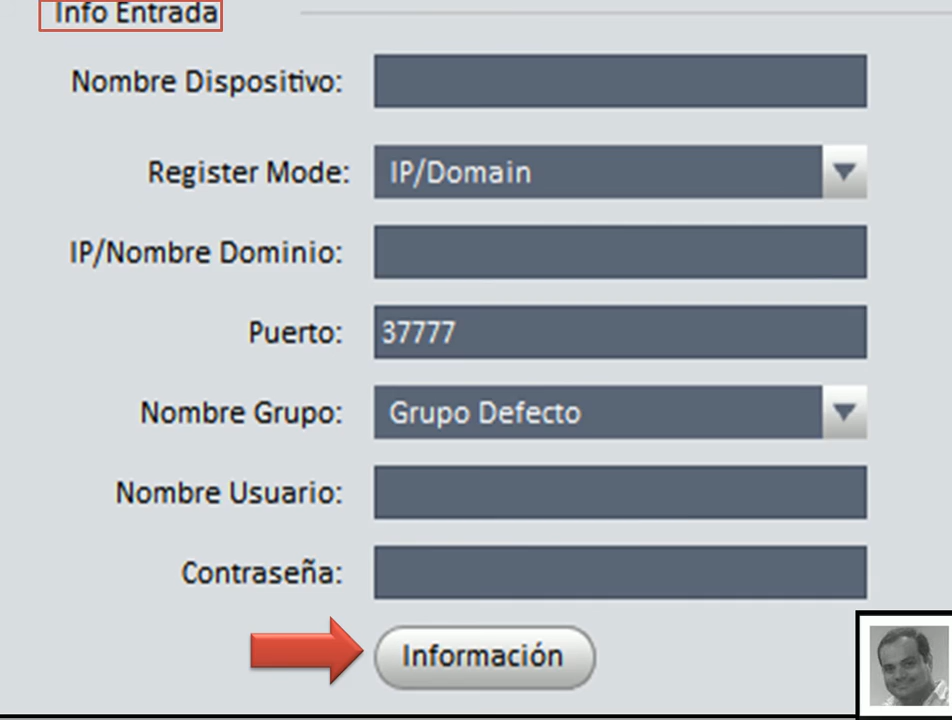 Info Entrada
Nombre Dispositivo:
Register Mode: IP/Domain
IP/Nombre Dominio:
Puerto: 37777
Nombre Grupo: Grupo Defecto
Nombre Usuario:
Contraseña:
Información